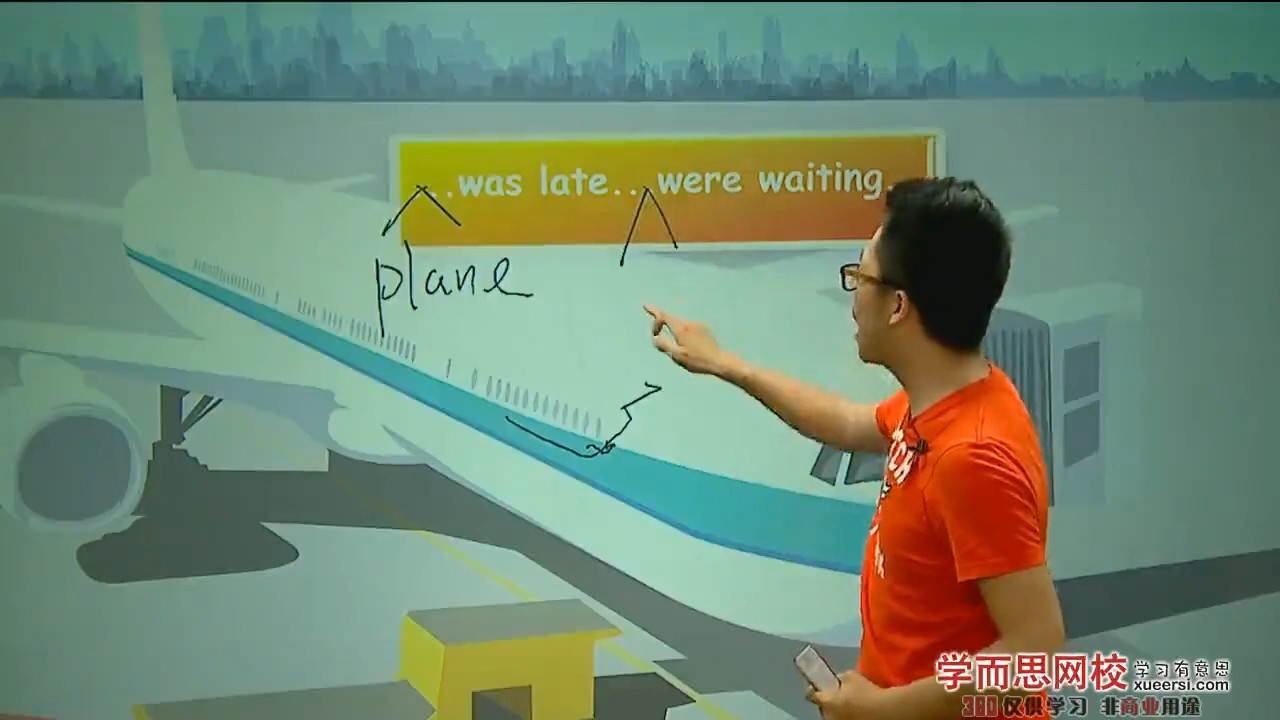 ...was late... were waiting.
plane
学而思网校 学习有意思
xueersi.com
380 仅供学习 非商业用途